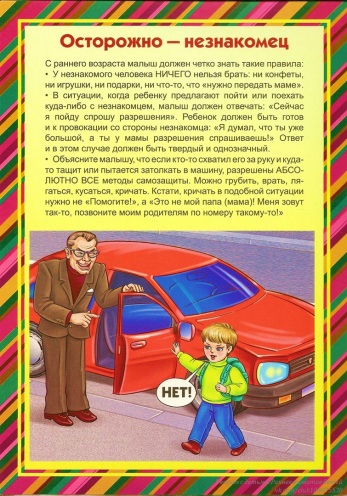 Осторожно – незнакомец
С раннего возраста малыш должен четко знать такие правила:
• У незнакомого человека НИЧЕГО нельзя брать: ни конфеты,
ни игрушки, ни подарки, ни что-то, что «нужно передать маме».
• В ситуации, когда ребенку предлагают пойти или поехать
куда-либо с незнакомцем, малыш должен отвечать: «Сейчас
я пойду спрошу разрешения». Ребенок должен быть готов
и к провокации со стороны незнакомца: «Я думал, что ты уже
большой, а ты у мамы разрешения спрашиваешь!» Ответ
и в этом случае должен быть твердый и однозначный.
• Объясните малышу, что если кто-то схватил его за руку и куда-
то тащит или пытается затолкать в машину, разрешены АБСО-
ЛЮТНО ВСЕ методы самозащиты. Можно грубить, врать, ля-
гаться, кусаться, кричать. Кстати, кричать в подобной ситуации
нужно не «Помогите!», а «Это не мой папа (мама)! Меня зовут
так-то, позвоните моим родителям по номеру такому-то!»
НЕТ!